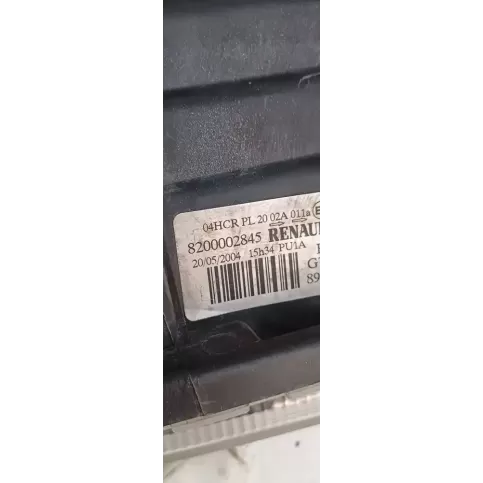 04HCR PL 20 02A 011a E
8200002845 RENAU
20/05/2004 15h34 PU1A
G
89